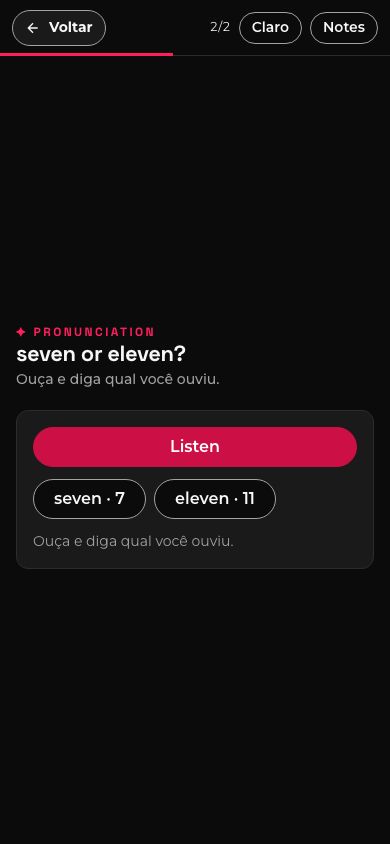 Voltar
2/2
Claro
Notes
PRONUNCIATION
seven or eleven?
Ouça e diga qual você ouviu.
Listen
seven · 7
eleven · 11
Ouça e diga qual você ouviu.